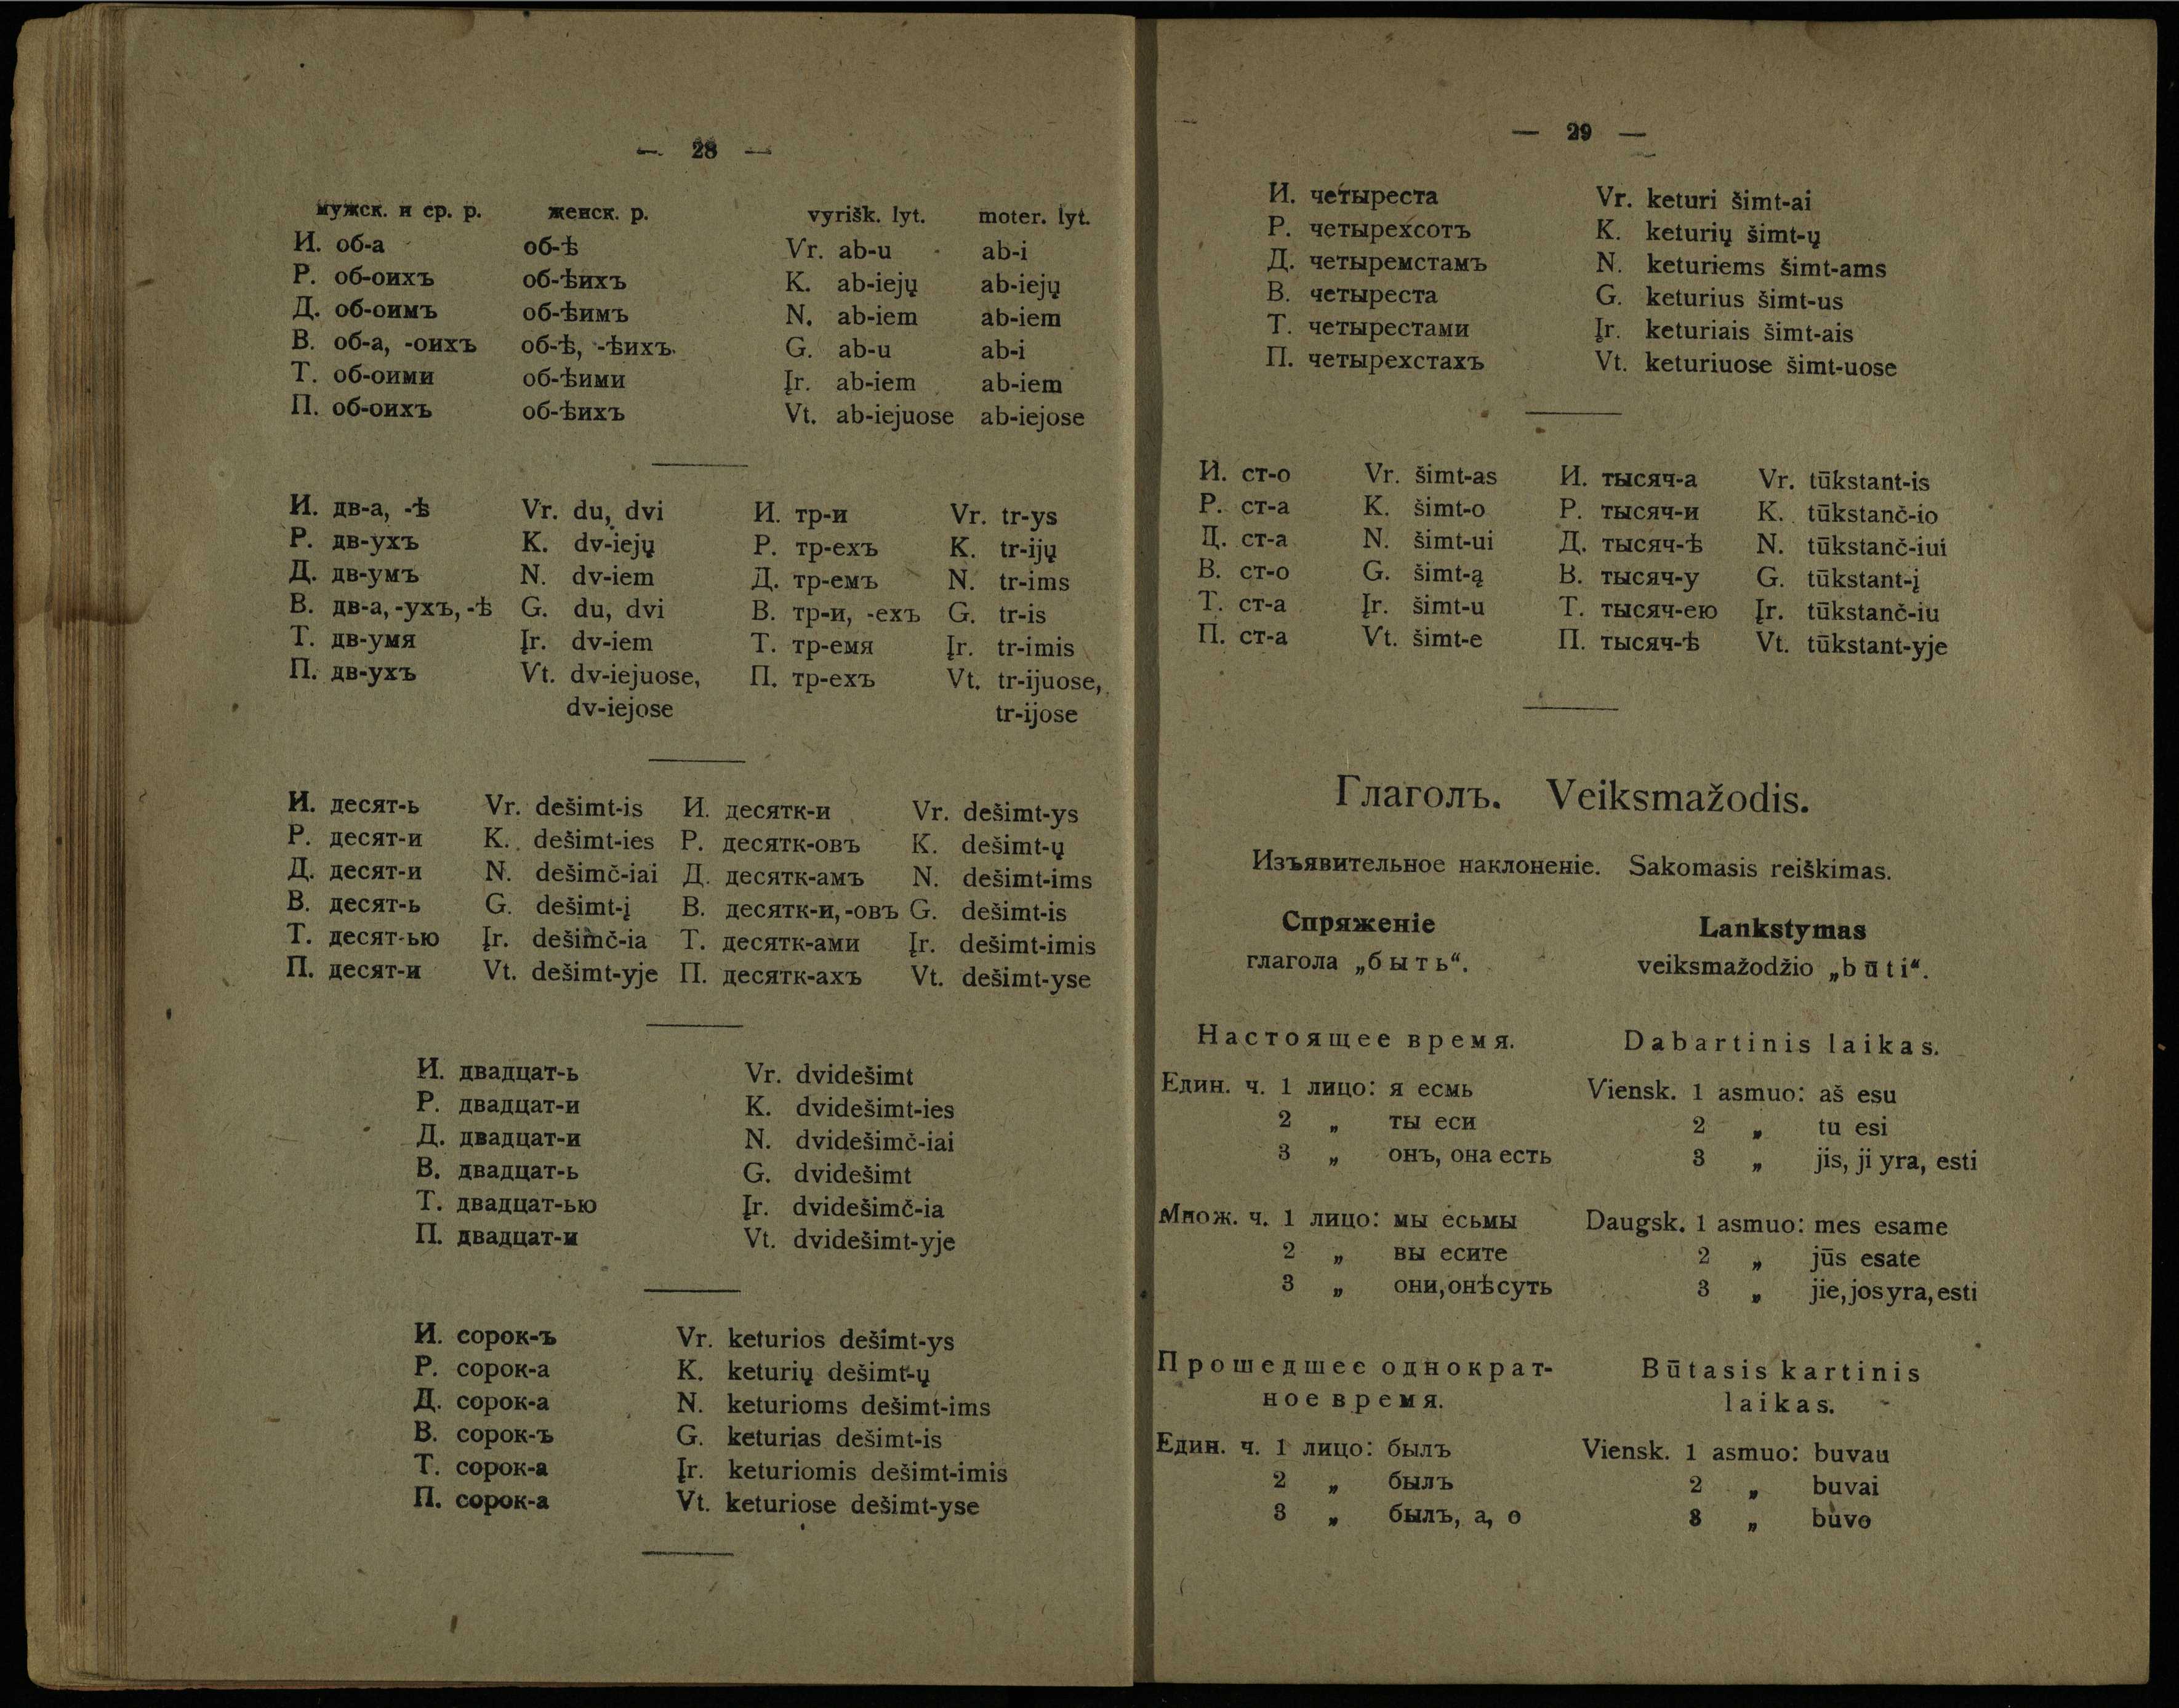 — 28 —
мужск. и ср. р. женск. р. vyrišk. lyt. moter. lyt.
И. об-а об-ѣ Vr. ab-u ab-i
Р. об-оихъ об-ѣихъ K. ab-iejų ab-iejų
Д. об-оимъ об-ѣимъ N. ab-iem ab-iem
В. об-а, -оихъ об-ѣ, -ѣихъ G. ab-u ab-i
Т. об-оими об-ѣими Įr. ab-iem ab-iem
П. об-оихъ об-ѣихъ Vt. ab-iejuose ab-iejose
И. дв-а, -ѣ Vr. du, dvi И. тр-и Vr. tr-ys
Р. дв-ухъ K. dv-iejų Р. тр-ехъ K. tr-ijų
Д. дв-умъ N. dv-iem Д. тр-емъ N. tr-ims
В. дв-а, -ухъ, -ѣ G. du, dvi В. тр-и, -ехъ G. tr-is
Т. дв-умя Įr. dv-iem Т. тр-емя Įr. tr-imis
П. дв-ухъ Vt. dv-iejuose, П. тр-ехъ Vt. tr-ijuose,
dv-iejose tr-ijose
И. десят-ь Vr. dešimt-is И. десятк-и Vr. dešimt-ys
Р. десят-и K. dešimt-ies Р. десятк-овъ K. dešimt-ų
Д. десят-и N. dešimč-iai Д. десятк-амъ N. dešimt-ims
В. десят-ь G. dešimt-į В. десятк-и, -овъ G. dešimt-is
Т. десят-ью Įr. dešimč-ia Т. десятк-ами Įr. dešimt-imis
П. десят-и Vt. dešimt-yje П. десятк-ахъ Vt. dešimt-yse
И. двадцат-ь Vr. dvidešimt
Р. двадцат-и K. dvidešimt-ies
Д. двадцат-и N. dvidešimč-iai
В. двадцат-ь G. dvidešimt
Т. двадцат-ью Įr. dvidešimč-ia
П. двадцат-и Vt. dvidešimt-yje
И. сорок-ъ Vr. keturios dešimt-ys
Р. сорок-а K. keturių dešimt-ų
Д. сорок-а N. keturioms dešimt-ims
В. сорок-ъ G. keturias dešimt-is
Т. сорок-а Įr. keturiomis dešimt-imis
П. сорок-а Vt. keturiose dešimt-yse
— 29 —
И. четыреста Vr. keturi šimt-ai
Р. четырехсотъ K. keturių šimt-ų
Д. четыремстамъ N. keturiems šimt-ams
В. четыреста G. keturius šimt-us
Т. четырестами Įr. keturiais šimt-ais
П. четырехстахъ Vt. keturiuose šimt-uose
И. ст-о Vr. šimt-as И. тысяч-а Vr. tūkstant-is
Р. ст-а K. šimt-o Р. тысяч-и K. tūkstanč-io
Д. ст-а N. šimt-ui Д. тысяч-ѣ N. tūkstanč-iui
В. ст-о G. šimt-ą В. тысяч-у G. tūkstant-į
Т. ст-а Įr. šimt-u Т. тысяч-ею Įr. tūkstanč-iu
П. ст-а Vt. šimt-e П. тысяч-ѣ Vt. tūkstant-yje
Глаголъ. Veiksmažodis.
Изъявительное наклоненіе. Sakomasis reiškimas.
Спряженіе Lankstymas
глагола „быть“. veiksmažodžio „būti“.
Настоящее время. Dabartinis laikas.
Един. ч. 1 лицо: я есмь Viensk. 1 asmuo: aš esu
2 „ ты еси 2 „ tu esi
3 „ онъ, она есть 3 „ jis, ji yra, esti
Множ. ч. 1 лицо: мы есьмы Daugsk. 1 asmuo: mes esame
2 „ вы есите 2 „ jūs esate
3 „ они, онѣ суть 3 „ jie, jos yra, esti
Прошедшее однократ- Būtasis kartinis
ное время. laikas.
Един. ч. 1 лицо: былъ Viensk. 1 asmuo: buvau
2 „ былъ 2 „ buvai
3 „ былъ, а, о 3 „ buvo